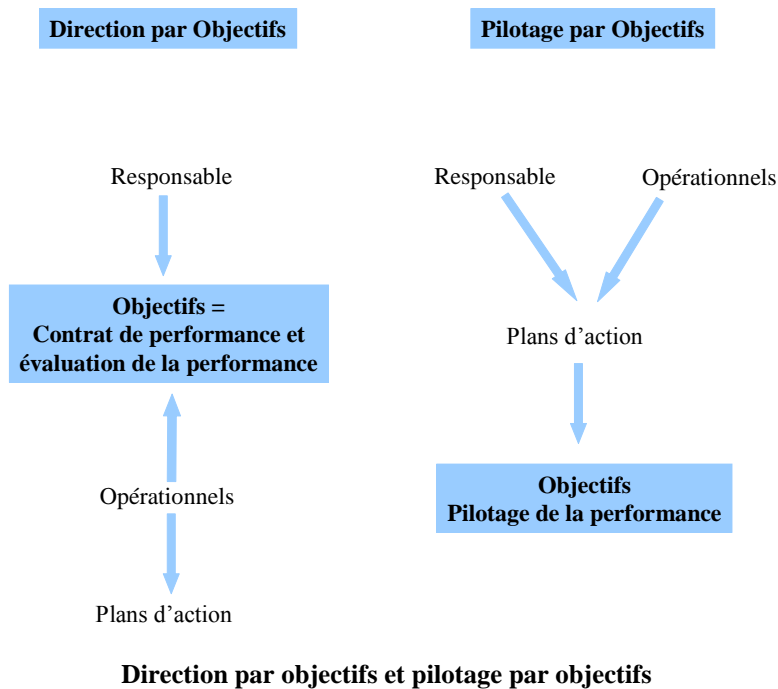 Direction par Objectifs
Responsable
Objectifs =
Contrat de performance et
évaluation de la performance
Opérationnels
Plans d’action
Pilotage par Objectifs
Responsable
Opérationnels
Plans d’action
Objectifs
Pilotage de la performance
Direction par objectifs et pilotage par objectifs